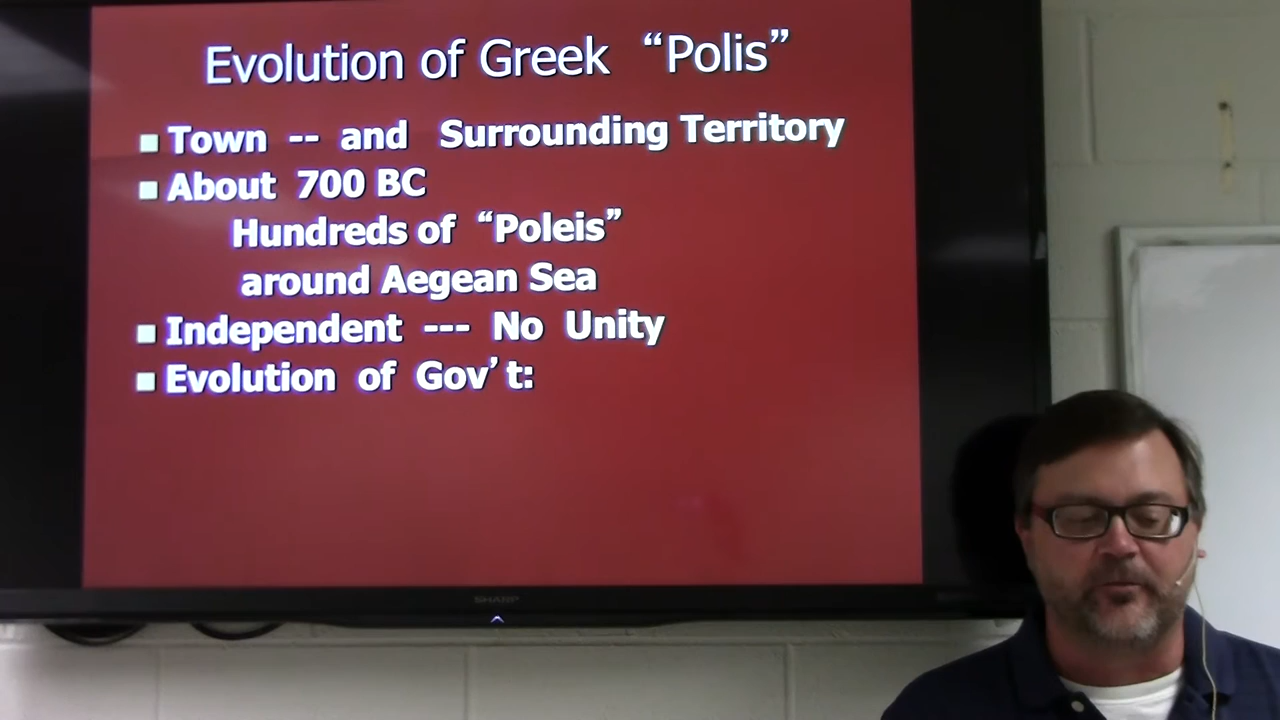 Evolution of Greek “Polis”
Town -- and Surrounding Territory
About 700 BC
Hundreds of “Poleis”
around Aegean Sea
Independent --- No Unity
Evolution of Gov’t:
SHARP